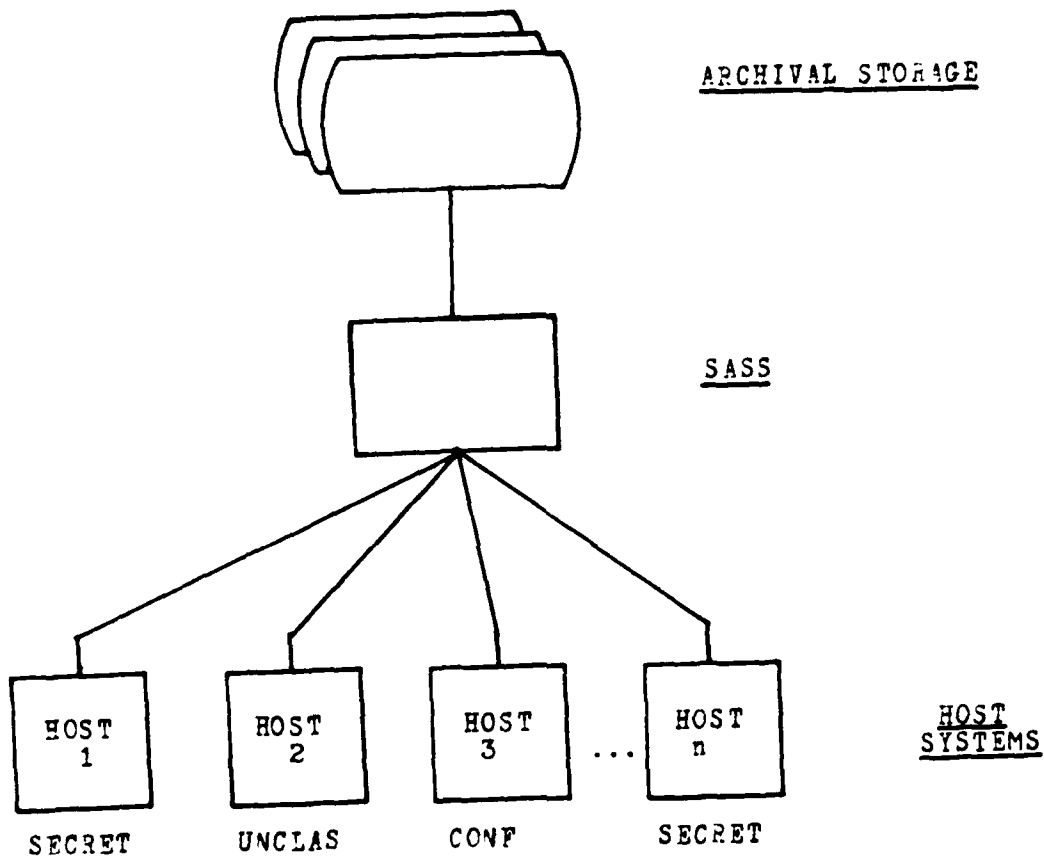 ARCHIVAL STORAGE
SASS
HOST
1
HOST
2
HOST
3
...
HOST
n
HOST
SYSTEMS
SECRET
UNCLAS
CONF
SECRET